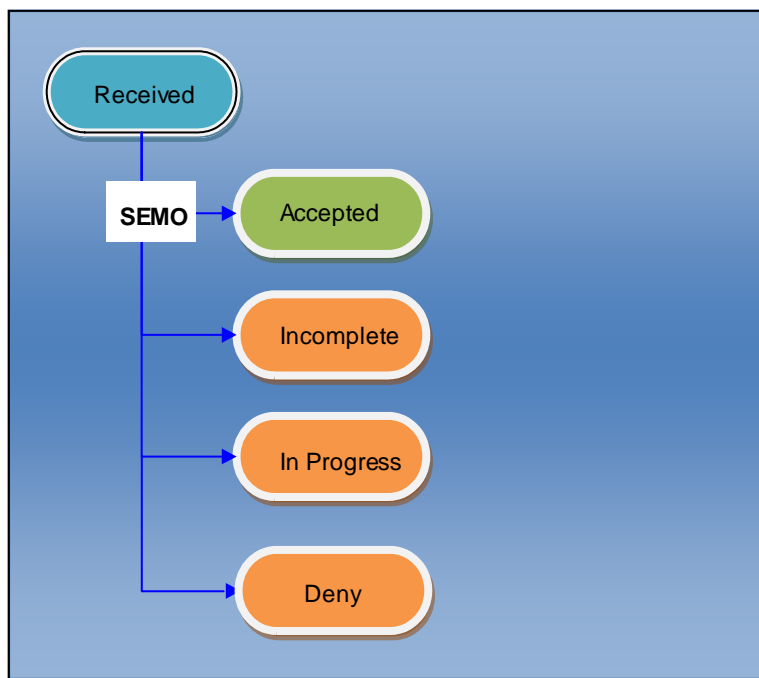 Received
SEMO
Accepted
Incomplete
In Progress
Deny